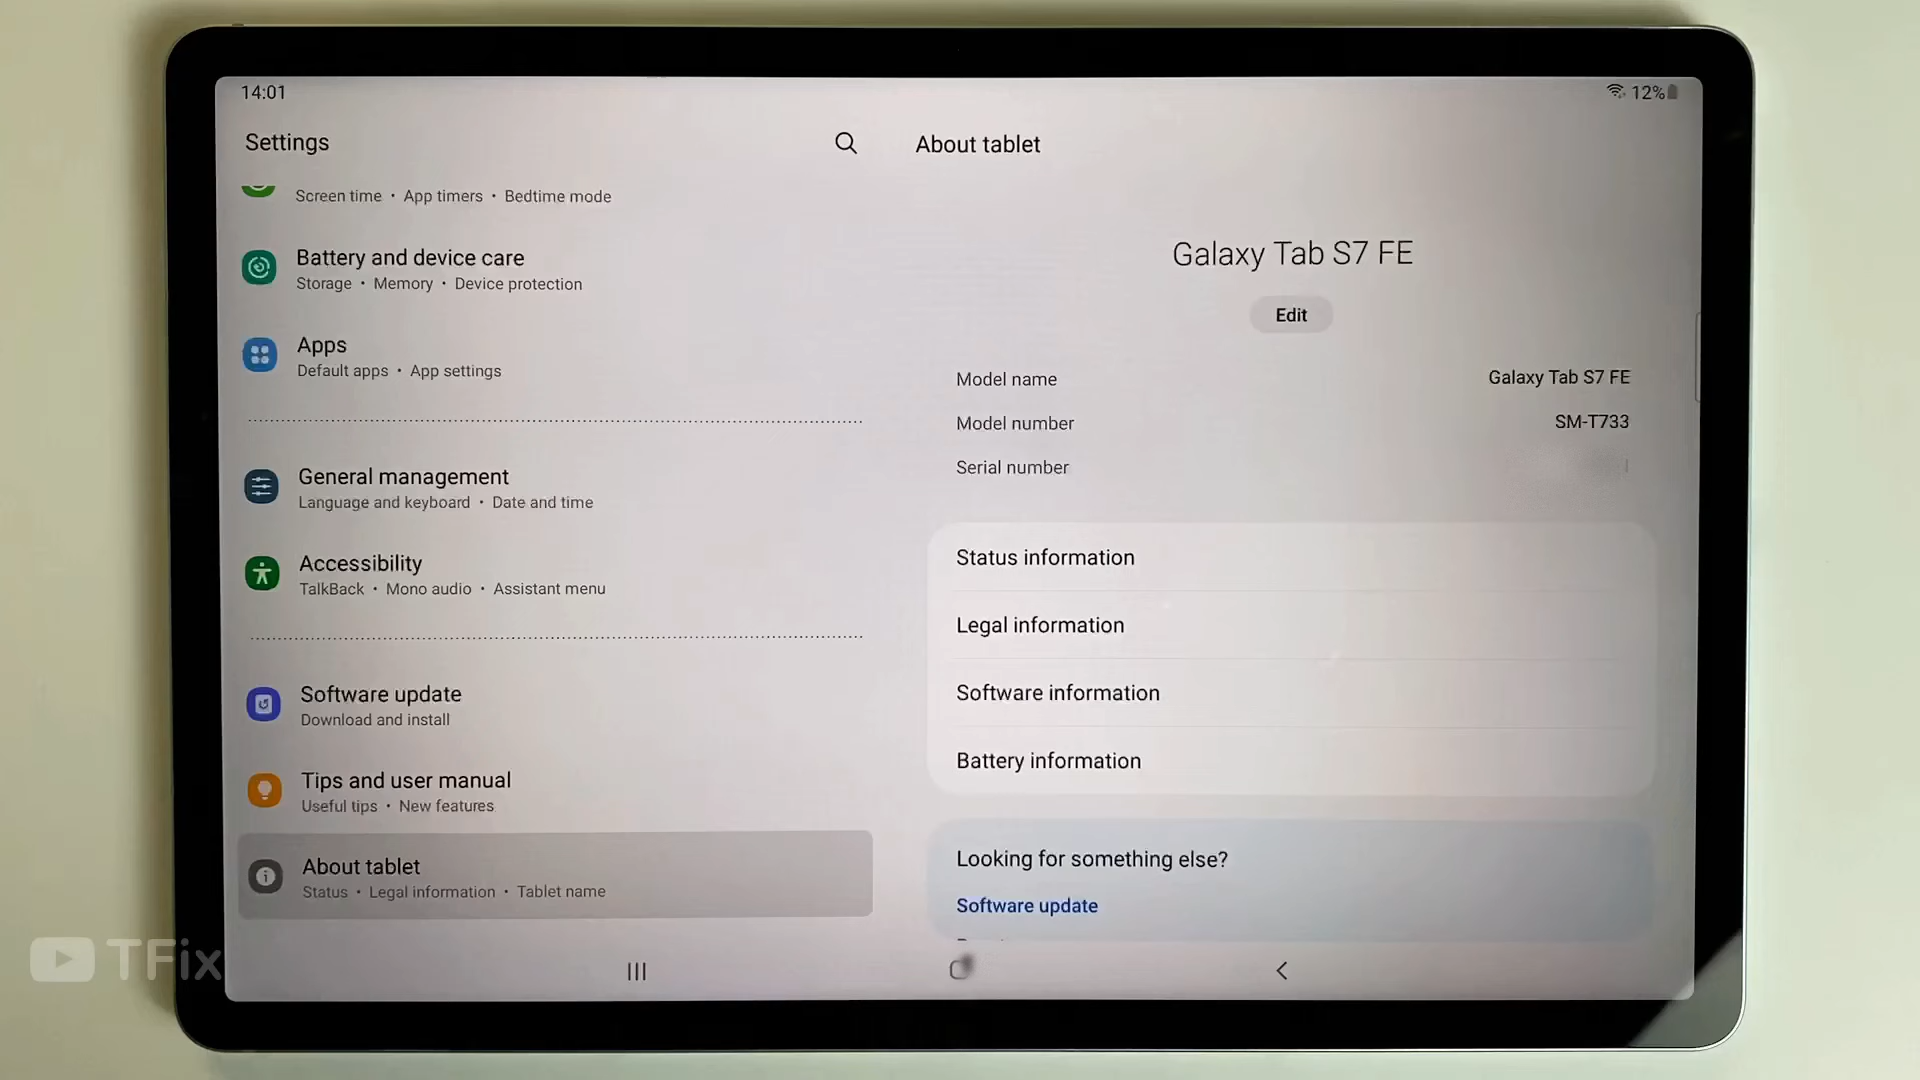 14:01
12%
Settings
Screen time • App timers • Bedtime mode
Battery and device care
Storage • Memory • Device protection
Apps
Default apps • App settings
General management
Language and keyboard • Date and time
Accessibility
TalkBack • Mono audio • Assistant menu
Software update
Download and install
Tips and user manual
Useful tips • New features
About tablet
Status • Legal information • Tablet name
About tablet
Galaxy Tab S7 FE
Edit
Model name Galaxy Tab S7 FE
Model number SM-T733
Serial number
Status information
Legal information
Software information
Battery information
Looking for something else?
Software update
TFix